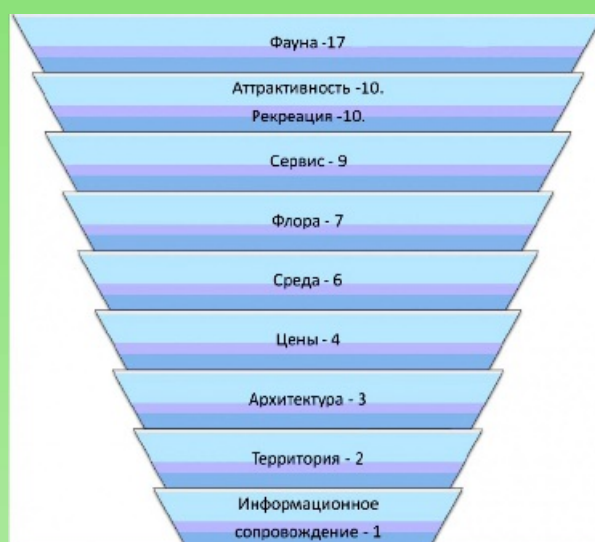 Фауна -17
Аттрактивность -10.
Рекреация -10.
Сервис - 9
Флора - 7
Среда - 6
Цены - 4
Архитектура - 3
Территория - 2
Информационное
сопровождение - 1